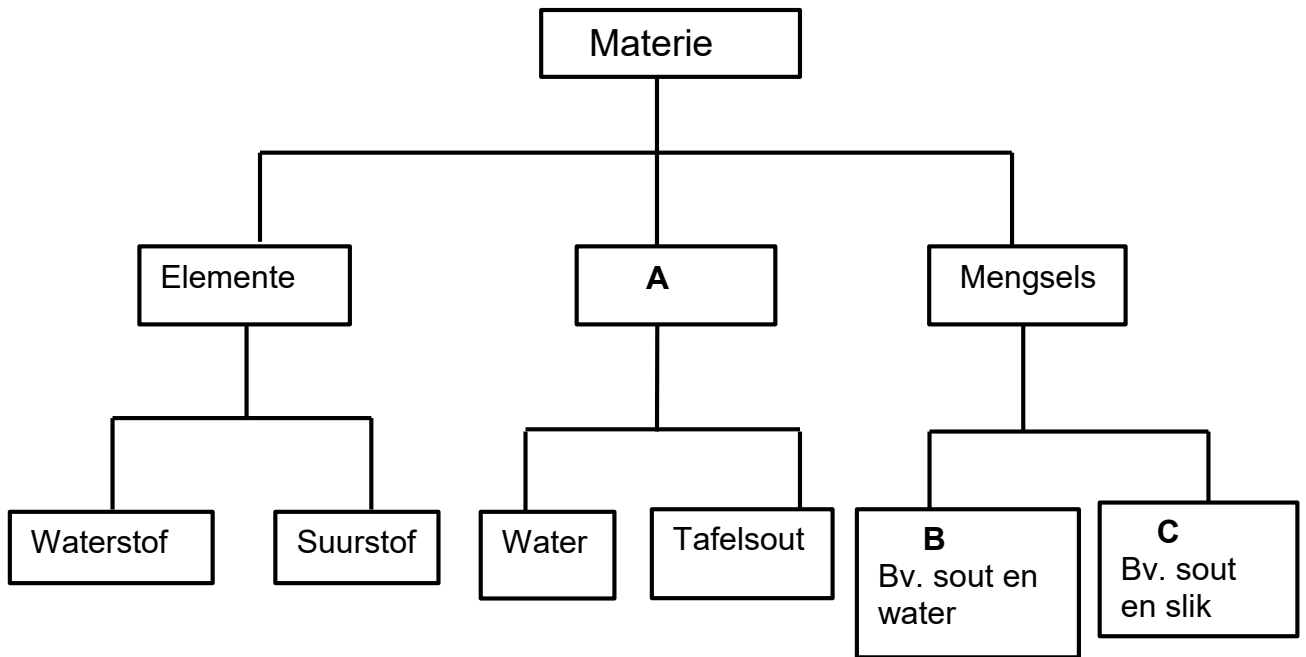 Materie
Elemente
A
Mengsels
Waterstof
Suurstof
Water
Tafelsout
B
Bv. sout en
water
C
Bv. sout
en slik